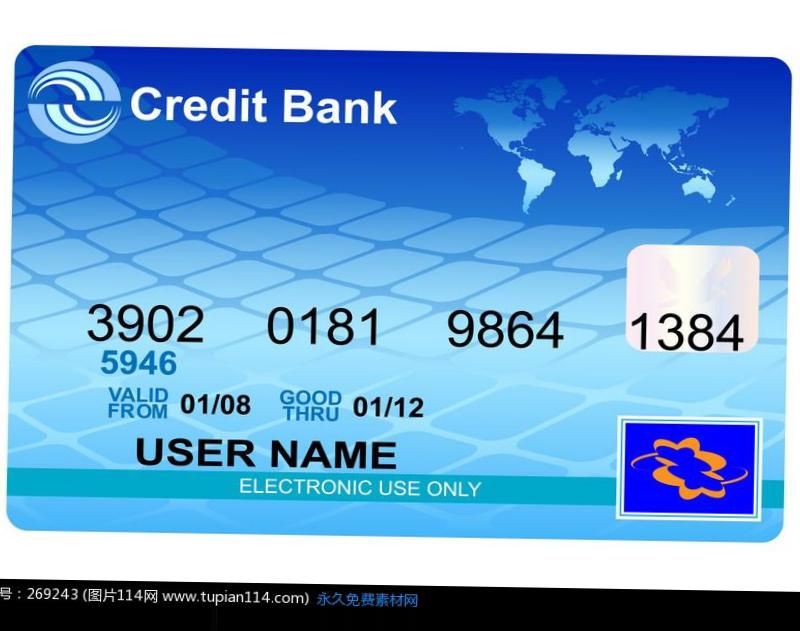 Credit Bank
3902 0181 9864 1384
5946
VALID FROM 01/08 GOOD THRU 01/12
USER NAME
ELECTRONIC USE ONLY
号：269243 (图片114网 www.tupian114.com) 永久免费素材网